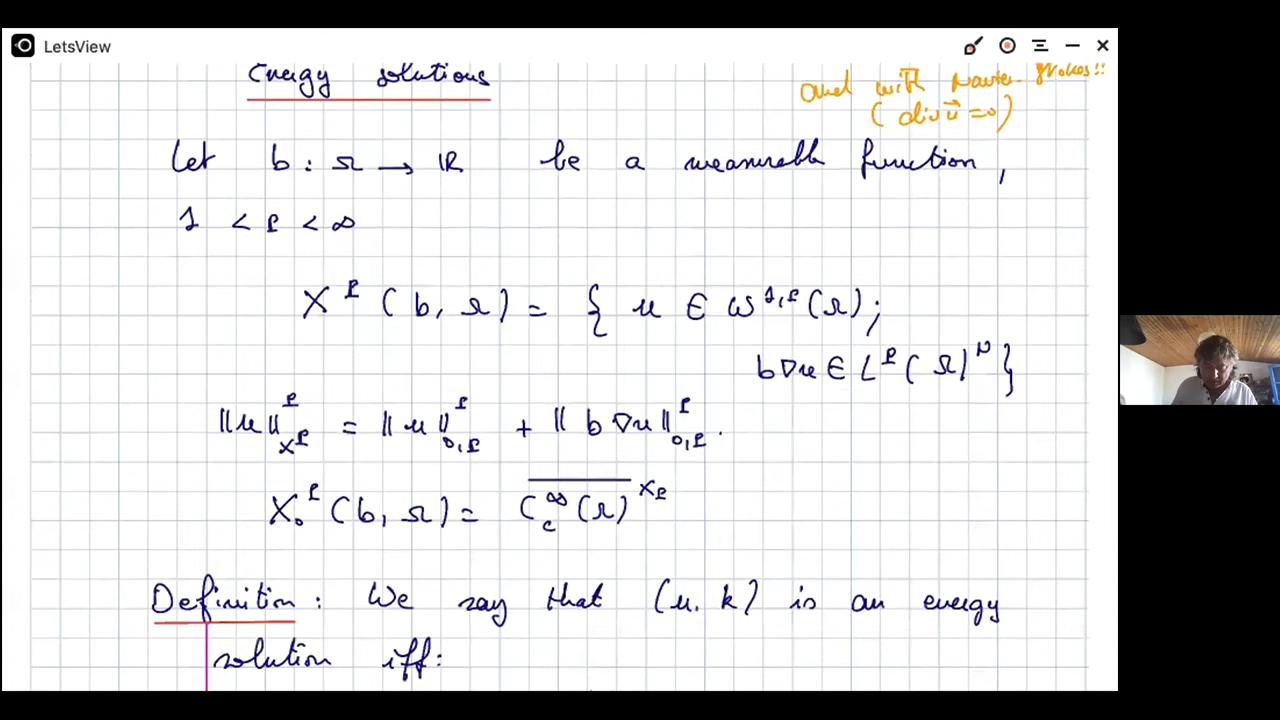 LetsView
Energy solutions
and with Navier-Stokes!!
(div u⃗ = 0)
Let b : Ω → ℝ be a measurable function,
1 < p < ∞
X^p (b, Ω) = { u ∈ W^{1,p}(Ω);
b∇u ∈ L^p(Ω)^N }
‖u‖^p_{X^p} = ‖u‖^p_{0,p} + ‖b∇u‖^p_{0,p}.
X_0^p (b, Ω) = \overline{C_c^∞(Ω)}^{X_p}
Definition: We say that (u, k) is an energy
solution iff: